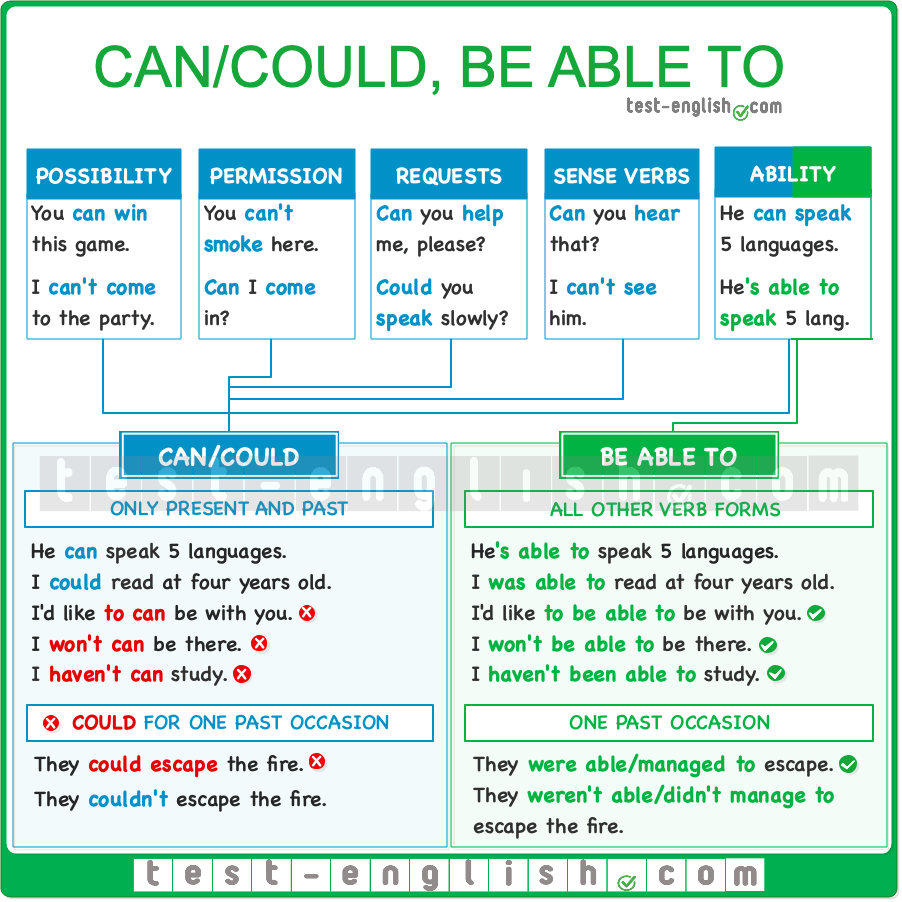 CAN/COULD, BE ABLE TO
test-english.com
POSSIBILITY
You can win
this game.
I can't come
to the party.
PERMISSION
You can't
smoke here.
Can I come
in?
REQUESTS
Can you help
me, please?
Could you
speak slowly?
SENSE VERBS
Can you hear
that?
I can't see
him.
ABILITY
He can speak
5 languages.
He's able to
speak 5 lang.
CAN/COULD
ONLY PRESENT AND PAST
He can speak 5 languages.
I could read at four years old.
I'd like to can be with you.
I won't can be there.
I haven't can study.
COULD FOR ONE PAST OCCASION
They could escape the fire.
They couldn't escape the fire.
BE ABLE TO
ALL OTHER VERB FORMS
He's able to speak 5 languages.
I was able to read at four years old.
I'd like to be able to be with you.
I won't be able to be there.
I haven't been able to study.
ONE PAST OCCASION
They were able/managed to escape.
They weren't able/didn't manage to
escape the fire.
test-english.com
test-english.com